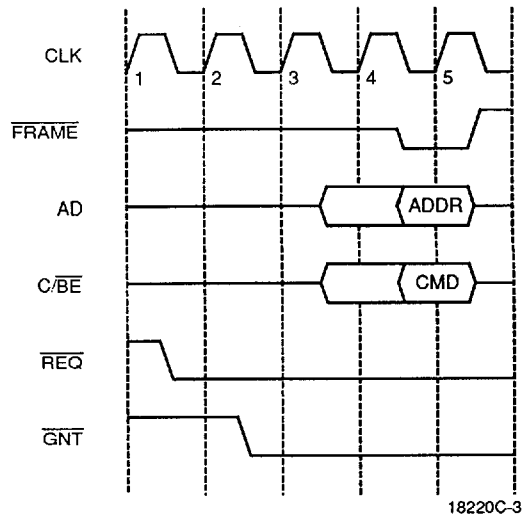 CLK
1 2 3 4 5
FRAME
AD
ADDR
C/BE
CMD
REQ
GNT
18220C-3